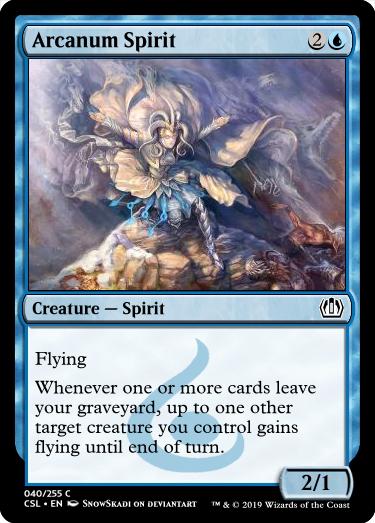 Arcanum Spirit 2
Creature — Spirit
Flying
Whenever one or more cards leave
your graveyard, up to one other
target creature you control gains
flying until end of turn.
2/1
040/255 C
CSL • EN SnowSkadi on deviantart ™ & © 2019 Wizards of the Coast